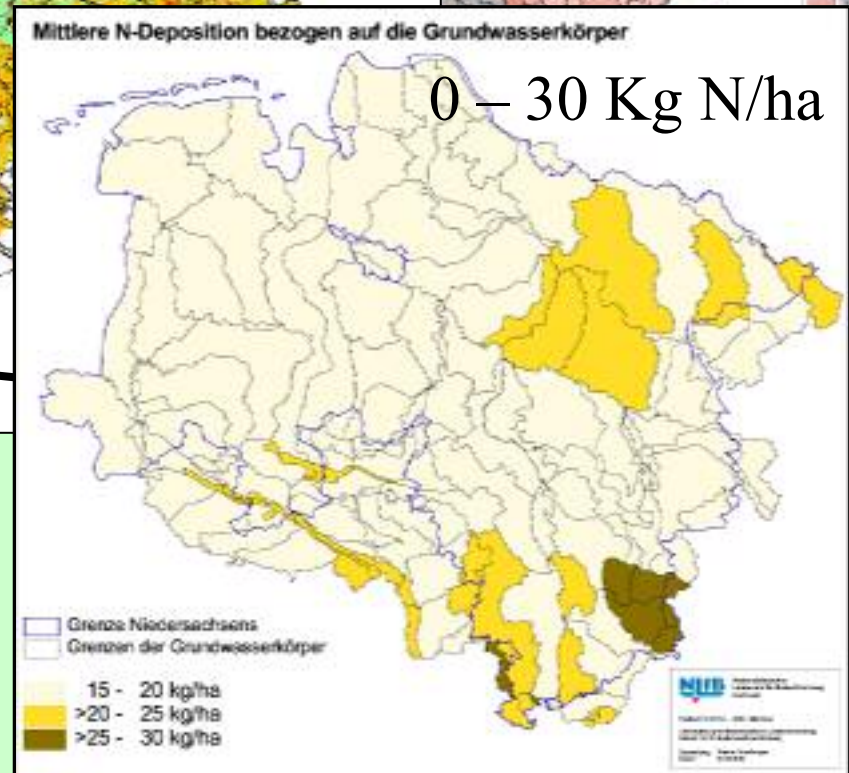 Mittlere N-Deposition bezogen auf die Grundwasserkörper
0 – 30 Kg N/ha
Grenze Niedersachsens
Grenzen der Grundwasserkörper
15 - 20 kg/ha
>20 - 25 kg/ha
>25 - 30 kg/ha